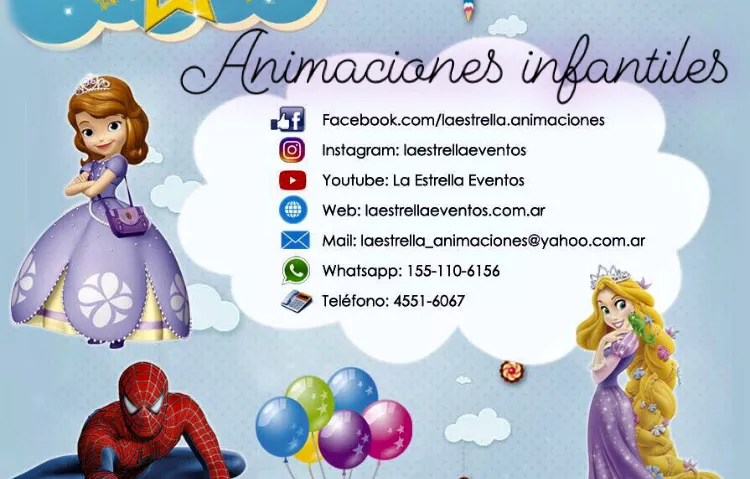 Animaciones infantiles
Facebook.com/laestrella.animaciones
Instagram: laestrellaeventos
Youtube: La Estrella Eventos
Web: laestrellaeventos.com.ar
Mail: laestrella_animaciones@yahoo.com.ar
Whatsapp: 155-110-6156
Teléfono: 4551-6067